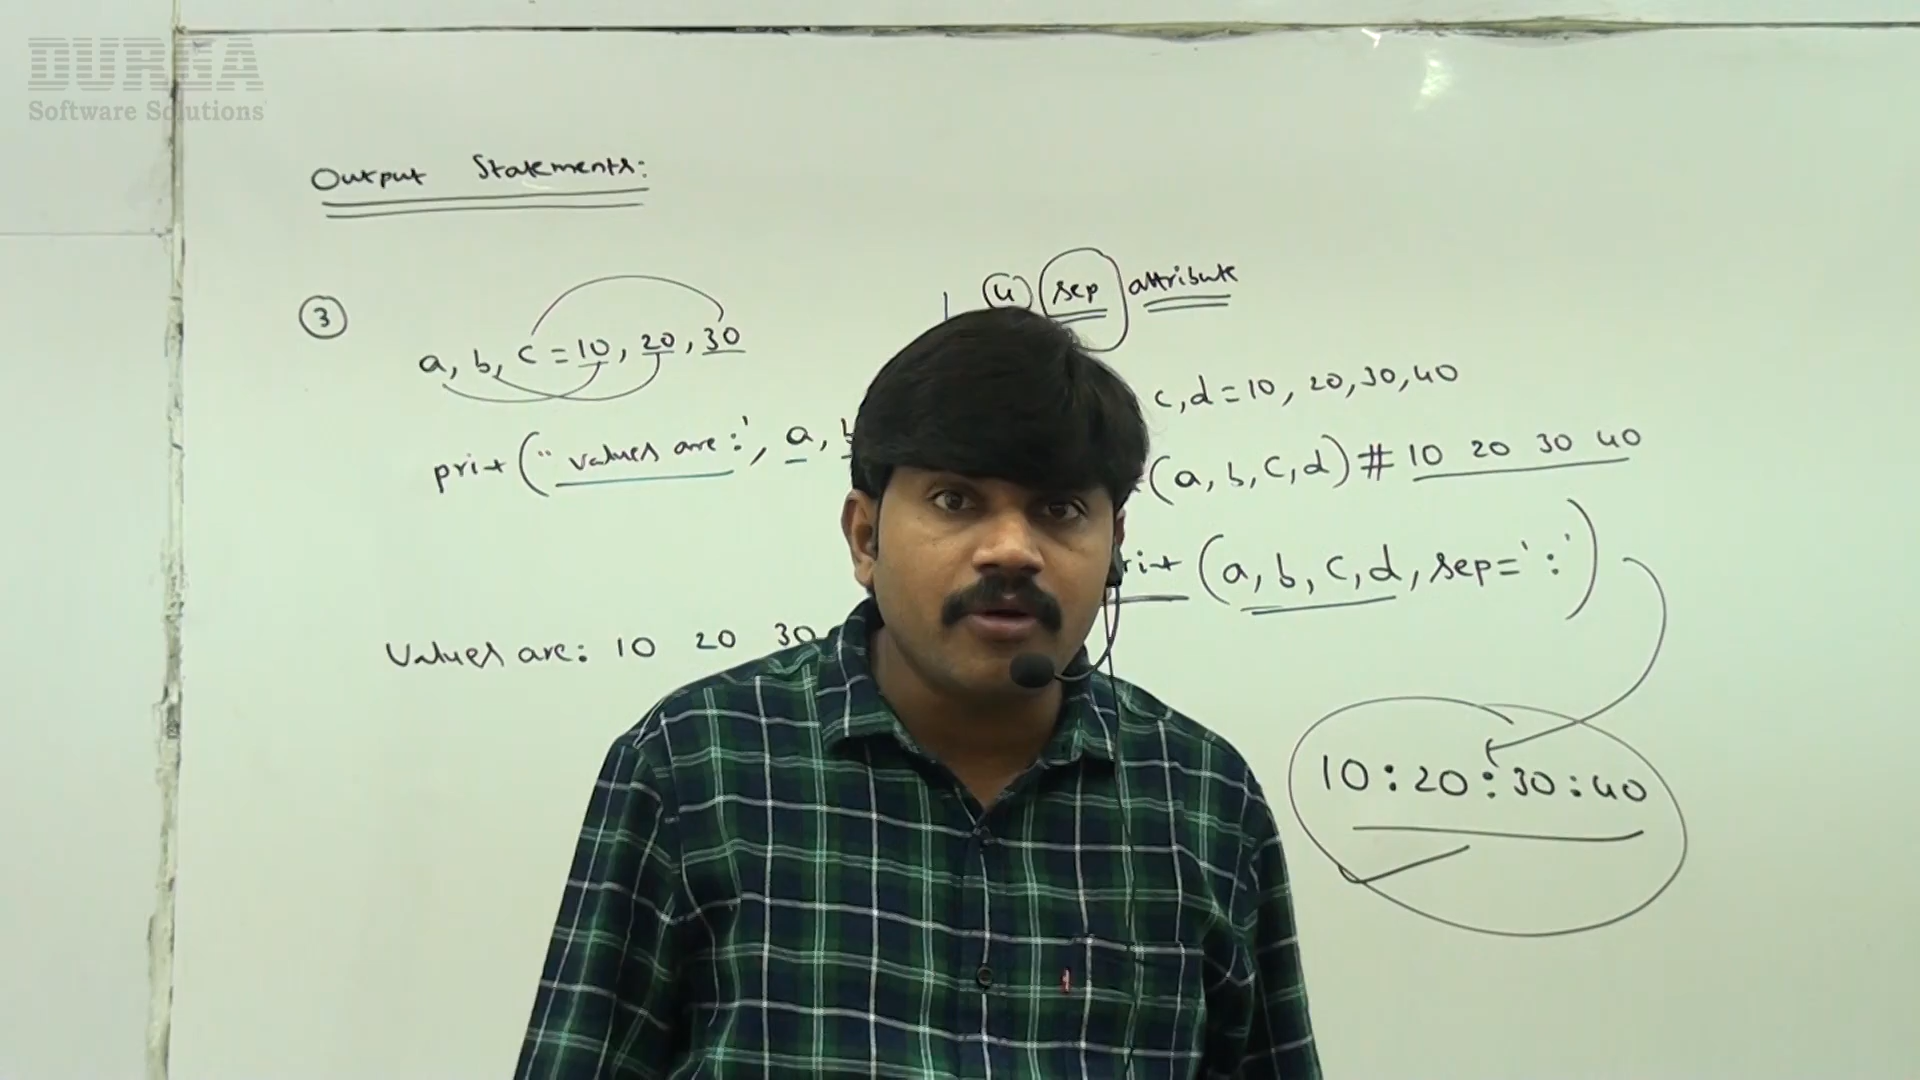 DURGA
Software Solutions
Output Statements:
3
a, b, c = 10, 20, 30
print ("values are:", a, b
Values are: 10 20 30
4 sep attribute
c,d = 10, 20,30,40
(a, b, c, d) # 10 20 30 40
rint (a, b, c, d, sep=':')
10:20:30:40